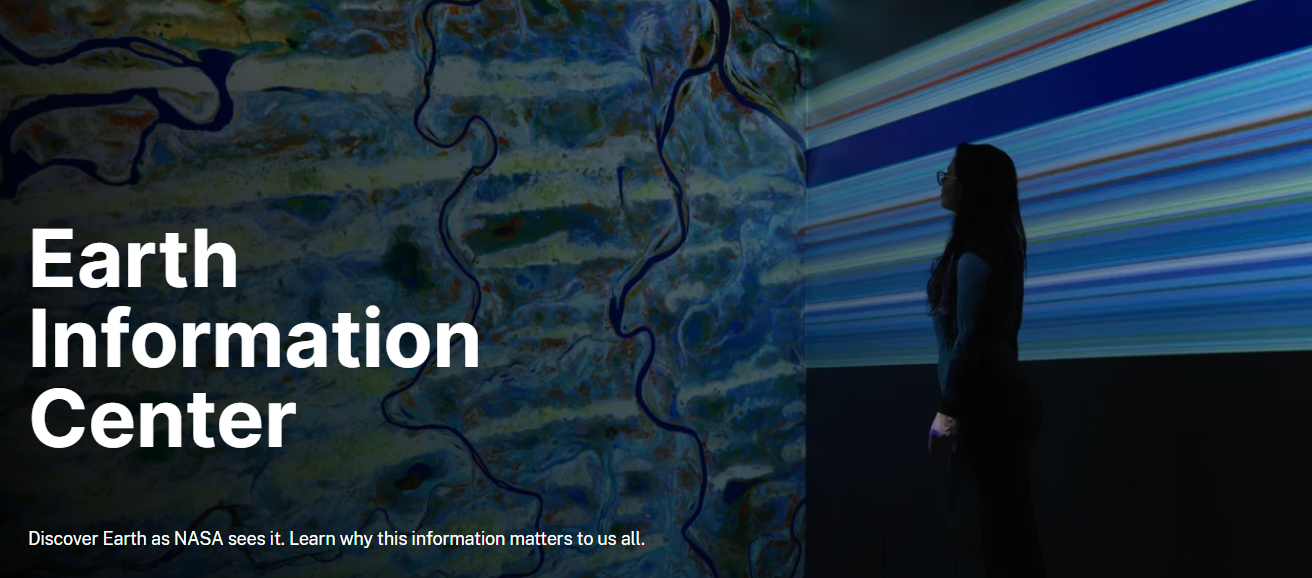 Earth
Information
Center
Discover Earth as NASA sees it. Learn why this information matters to us all.